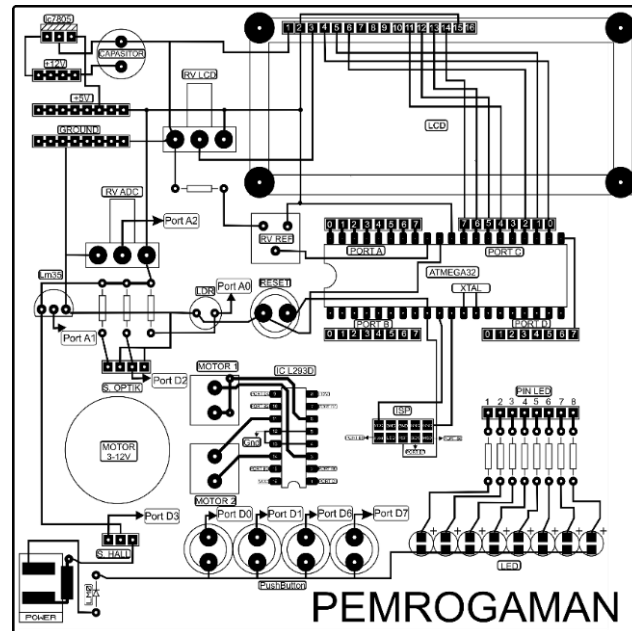 Ic7805
CAPASITOR
+12V
+5V
GROUND
RV LCD
1 2 3 4 5 6 7 8 9 10 11 12 13 14 15 16
LCD
RV ADC
Port A2
RV REF
0 1 2 3 4 5 6 7
7 6 5 4 3 2 1 0
PORT A
PORT C
ATMEGA32
XTAL
Lm35
LDR
Port A0
RESET
Port A1
PORT B
PORT D
0 1 2 3 4 5 6 7
0 1 2 3 4 5 6 7
S. OPTIK
Port D2
MOTOR 1
IC L293D
ISP
PIN LED
1 2 3 4 5 6 7 8
MOTOR
3-12V
Gnd
MOTOR 2
Port D3
Port D0
Port D1
Port D6
Port D7
S. HALL
PushButton
LED
POWER
PEMROGAMAN